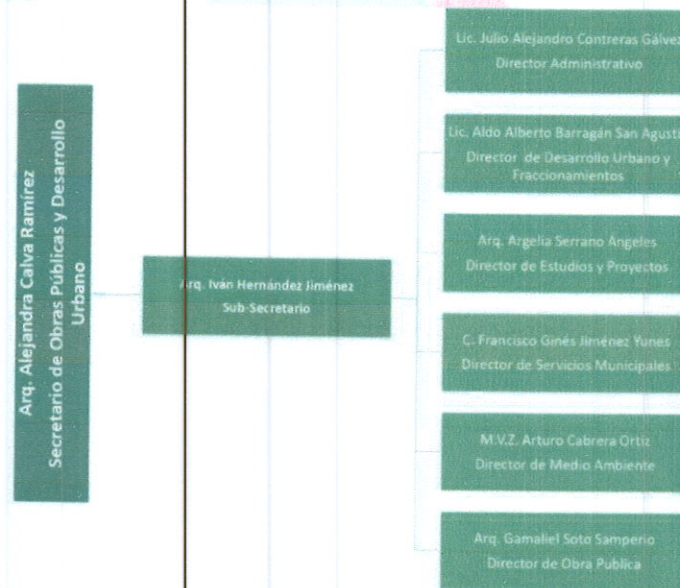 Arq. Alejandra Calva Ramírez
Secretario de Obras Públicas y Desarrollo
Urbano
Arq. Iván Hernández Jiménez
Sub-Secretario
Lic. Julio Alejandro Contreras Gálvez
Director Administrativo
Lic. Aldo Alberto Barragán San Agustí
Director de Desarrollo Urbano y
Fraccionamientos
Arq. Argelia Serrano Ángeles
Director de Estudios y Proyectos
C. Francisco Ginés Jiménez Yunes
Director de Servicios Municipales
M.V.Z. Arturo Cabrera Ortiz
Director de Medio Ambiente
Arq. Gamaliel Soto Samperio
Director de Obra Publica